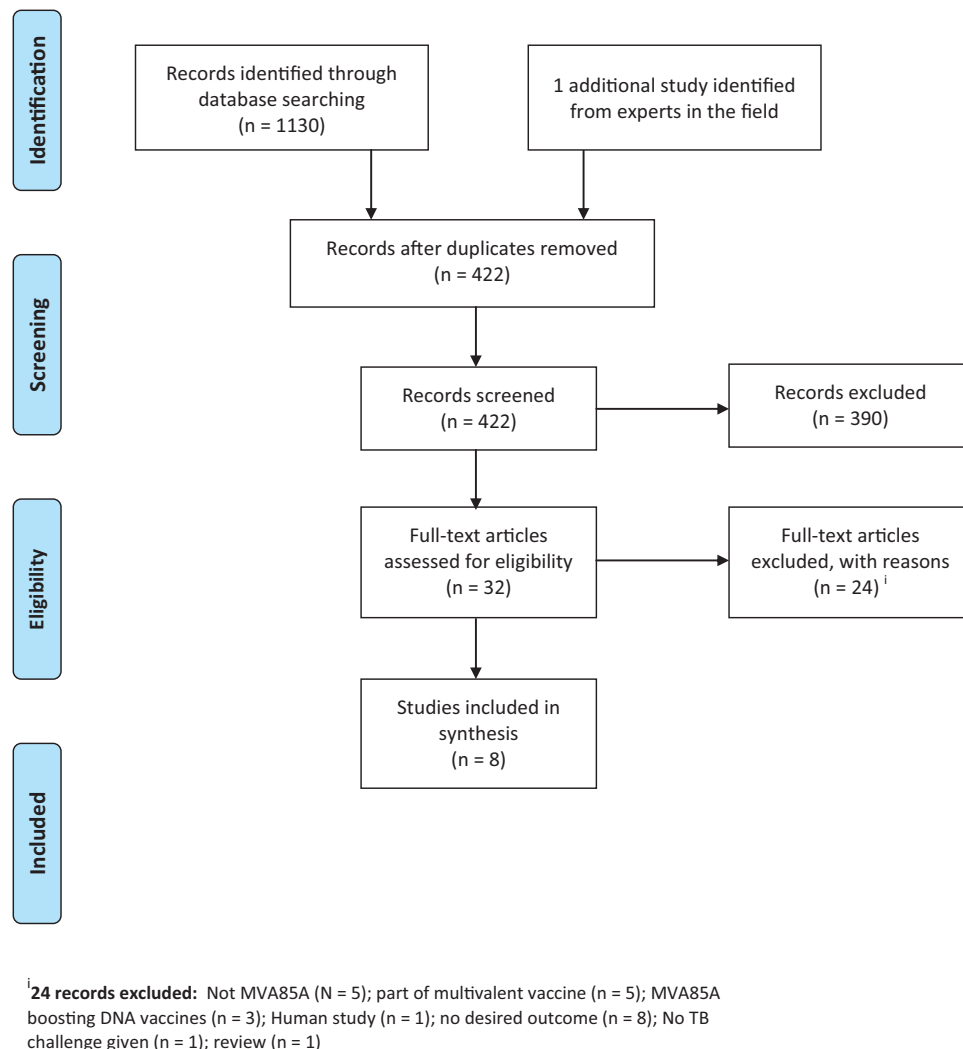 Identification
Records identified through
database searching
(n = 1130)
1 additional study identified
from experts in the field
Records after duplicates removed
(n = 422)
Screening
Records screened
(n = 422)
Records excluded
(n = 390)
Eligibility
Full-text articles
assessed for eligibility
(n = 32)
Full-text articles
excluded, with reasons
(n = 24) i
Studies included in
synthesis
(n = 8)
Included
i24 records excluded: Not MVA85A (N = 5); part of multivalent vaccine (n = 5); MVA85A
boosting DNA vaccines (n = 3); Human study (n = 1); no desired outcome (n = 8); No TB
challenge given (n = 1); review (n = 1)